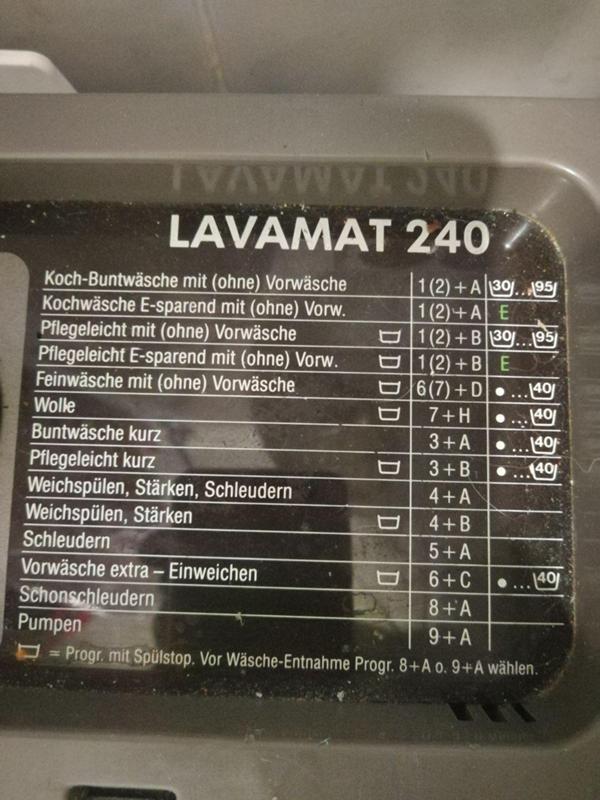 LAVAMAT 240
LAVAMAT 240
Koch-Buntwäsche mit (ohne) Vorwäsche 1(2)+A 30...95
Kochwäsche E-sparend mit (ohne) Vorw. 1(2)+A E
Pflegeleicht mit (ohne) Vorwäsche 1(2)+B 30...95
Pflegeleicht E-sparend mit (ohne) Vorw. 1(2)+B E
Feinwäsche mit (ohne) Vorwäsche 6(7)+D •...40
Wolle 7+H •...40
Buntwäsche kurz 3+A •...40
Pflegeleicht kurz 3+B •...40
Weichspülen, Stärken, Schleudern 4+A
Weichspülen, Stärken 4+B
Schleudern 5+A
Vorwäsche extra – Einweichen 6+C •...40
Schonschleudern 8+A
Pumpen 9+A
= Progr. mit Spülstop. Vor Wäsche-Entnahme Progr. 8+A o. 9+A wählen.